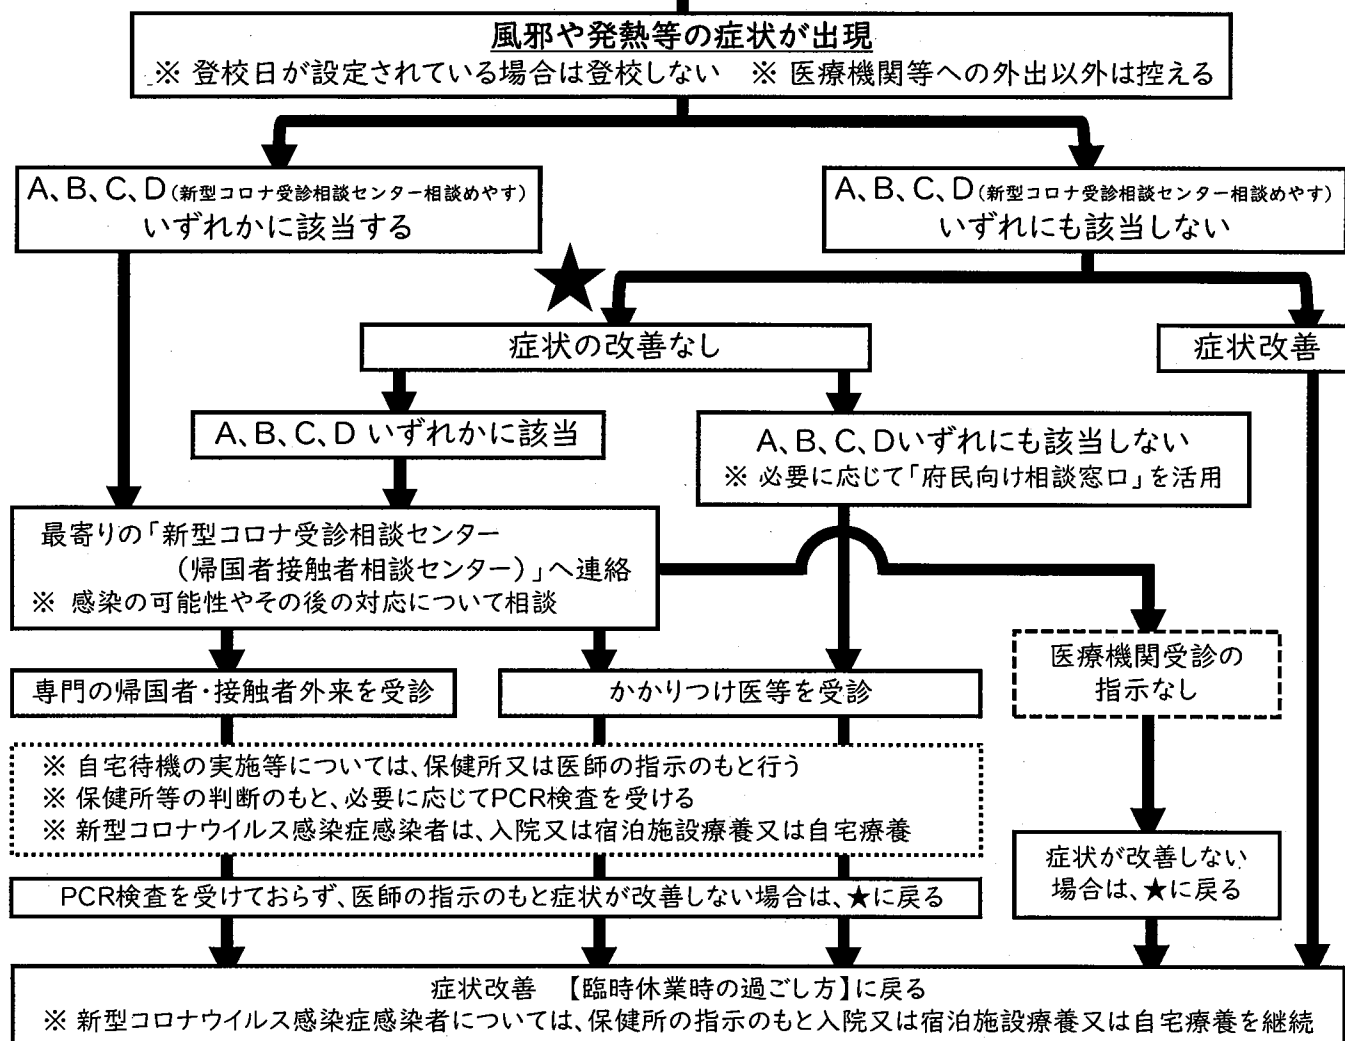 風邪や発熱等の症状が出現
※ 登校日が設定されている場合は登校しない ※ 医療機関等への外出以外は控える
A、B、C、D(新型コロナ受診相談センター相談めやす)
いずれかに該当する
A、B、C、D(新型コロナ受診相談センター相談めやす)
いずれにも該当しない
★
症状の改善なし
症状改善
A、B、C、D いずれかに該当
A、B、C、Dいずれにも該当しない
※ 必要に応じて「府民向け相談窓口」を活用
最寄りの「新型コロナ受診相談センター
(帰国者接触者相談センター)」へ連絡
※ 感染の可能性やその後の対応について相談
医療機関受診の
指示なし
専門の帰国者・接触者外来を受診
かかりつけ医等を受診
※ 自宅待機の実施等については、保健所又は医師の指示のもと行う
※ 保健所等の判断のもと、必要に応じてPCR検査を受ける
※ 新型コロナウイルス感染症感染者は、入院又は宿泊施設療養又は自宅療養
症状が改善しない
場合は、★に戻る
PCR検査を受けておらず、医師の指示のもと症状が改善しない場合は、★に戻る
症状改善 【臨時休業時の過ごし方】に戻る
※ 新型コロナウイルス感染症感染者については、保健所の指示のもと入院又は宿泊施設療養又は自宅療養を継続